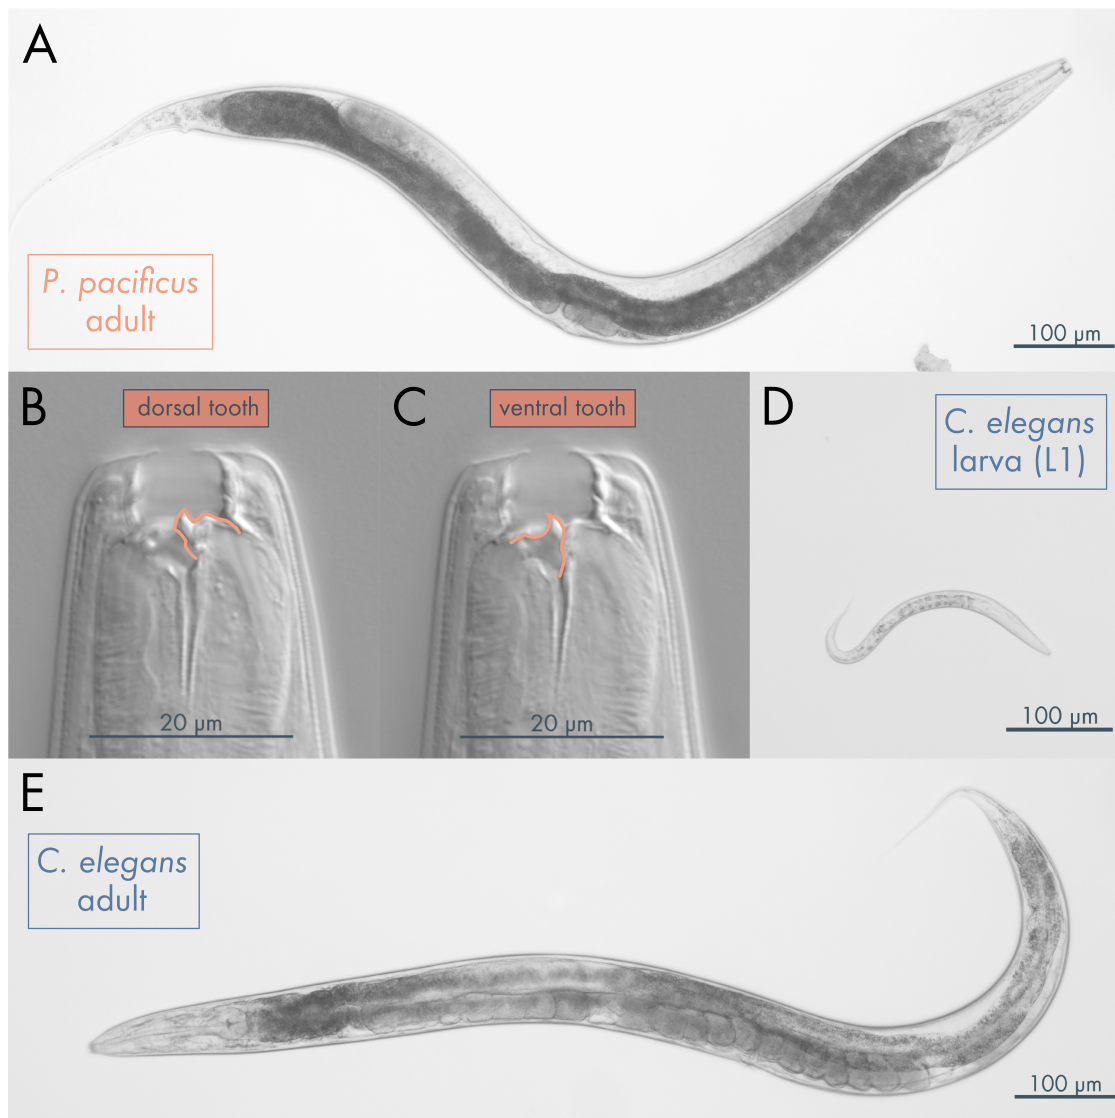 A
P. pacificus
adult
100 µm
B
dorsal tooth
20 µm
C
ventral tooth
20 µm
D
C. elegans
larva (L1)
100 µm
E
C. elegans
adult
100 µm